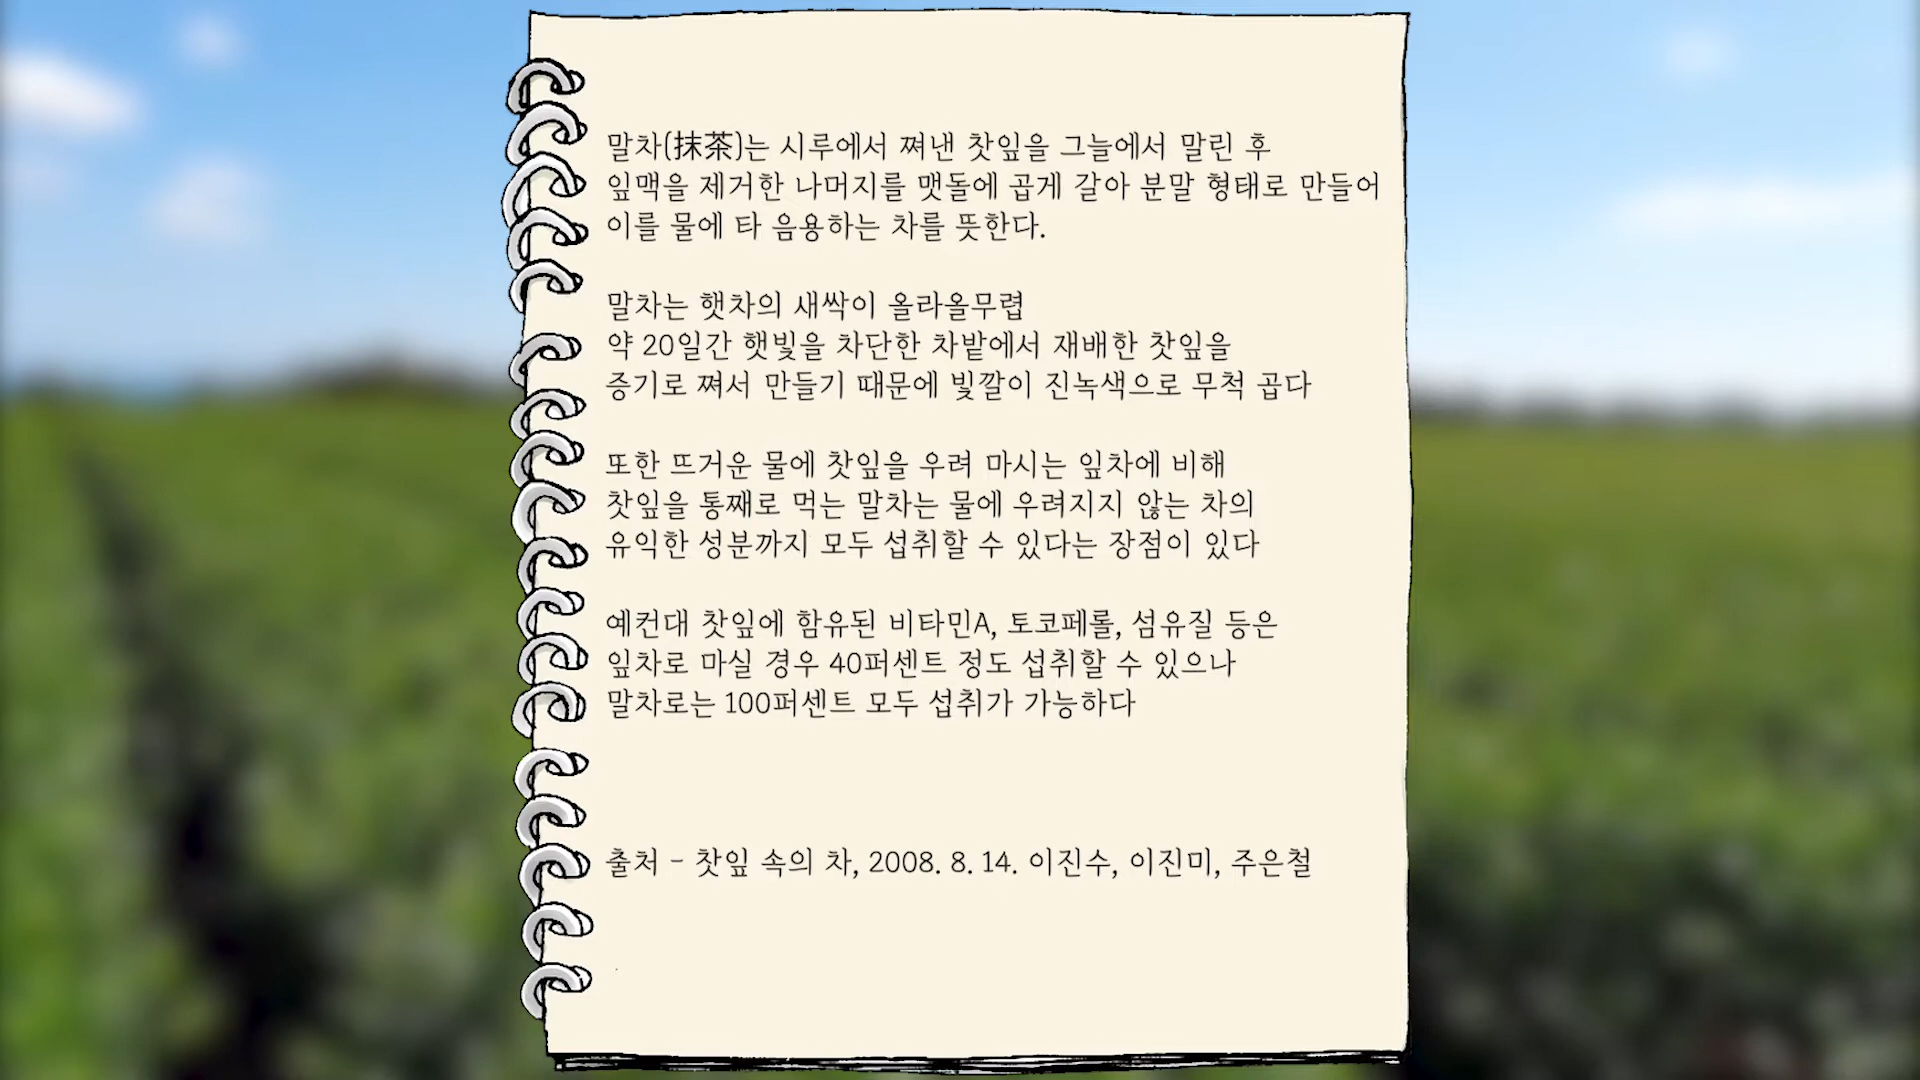 말차(抹茶)는 시루에서 쪄낸 찻잎을 그늘에서 말린 후
잎맥을 제거한 나머지를 맷돌에 곱게 갈아 분말 형태로 만들어
이를 물에 타 음용하는 차를 뜻한다.
말차는 햇차의 새싹이 올라올무렵
약 20일간 햇빛을 차단한 차밭에서 재배한 찻잎을
증기로 쪄서 만들기 때문에 빛깔이 진녹색으로 무척 곱다
또한 뜨거운 물에 찻잎을 우려 마시는 잎차에 비해
찻잎을 통째로 먹는 말차는 물에 우려지지 않는 차의
유익한 성분까지 모두 섭취할 수 있다는 장점이 있다
예컨대 찻잎에 함유된 비타민A, 토코페롤, 섬유질 등은
잎차로 마실 경우 40퍼센트 정도 섭취할 수 있으나
말차로는 100퍼센트 모두 섭취가 가능하다
출처 - 찻잎 속의 차, 2008. 8. 14. 이진수, 이진미, 주은철